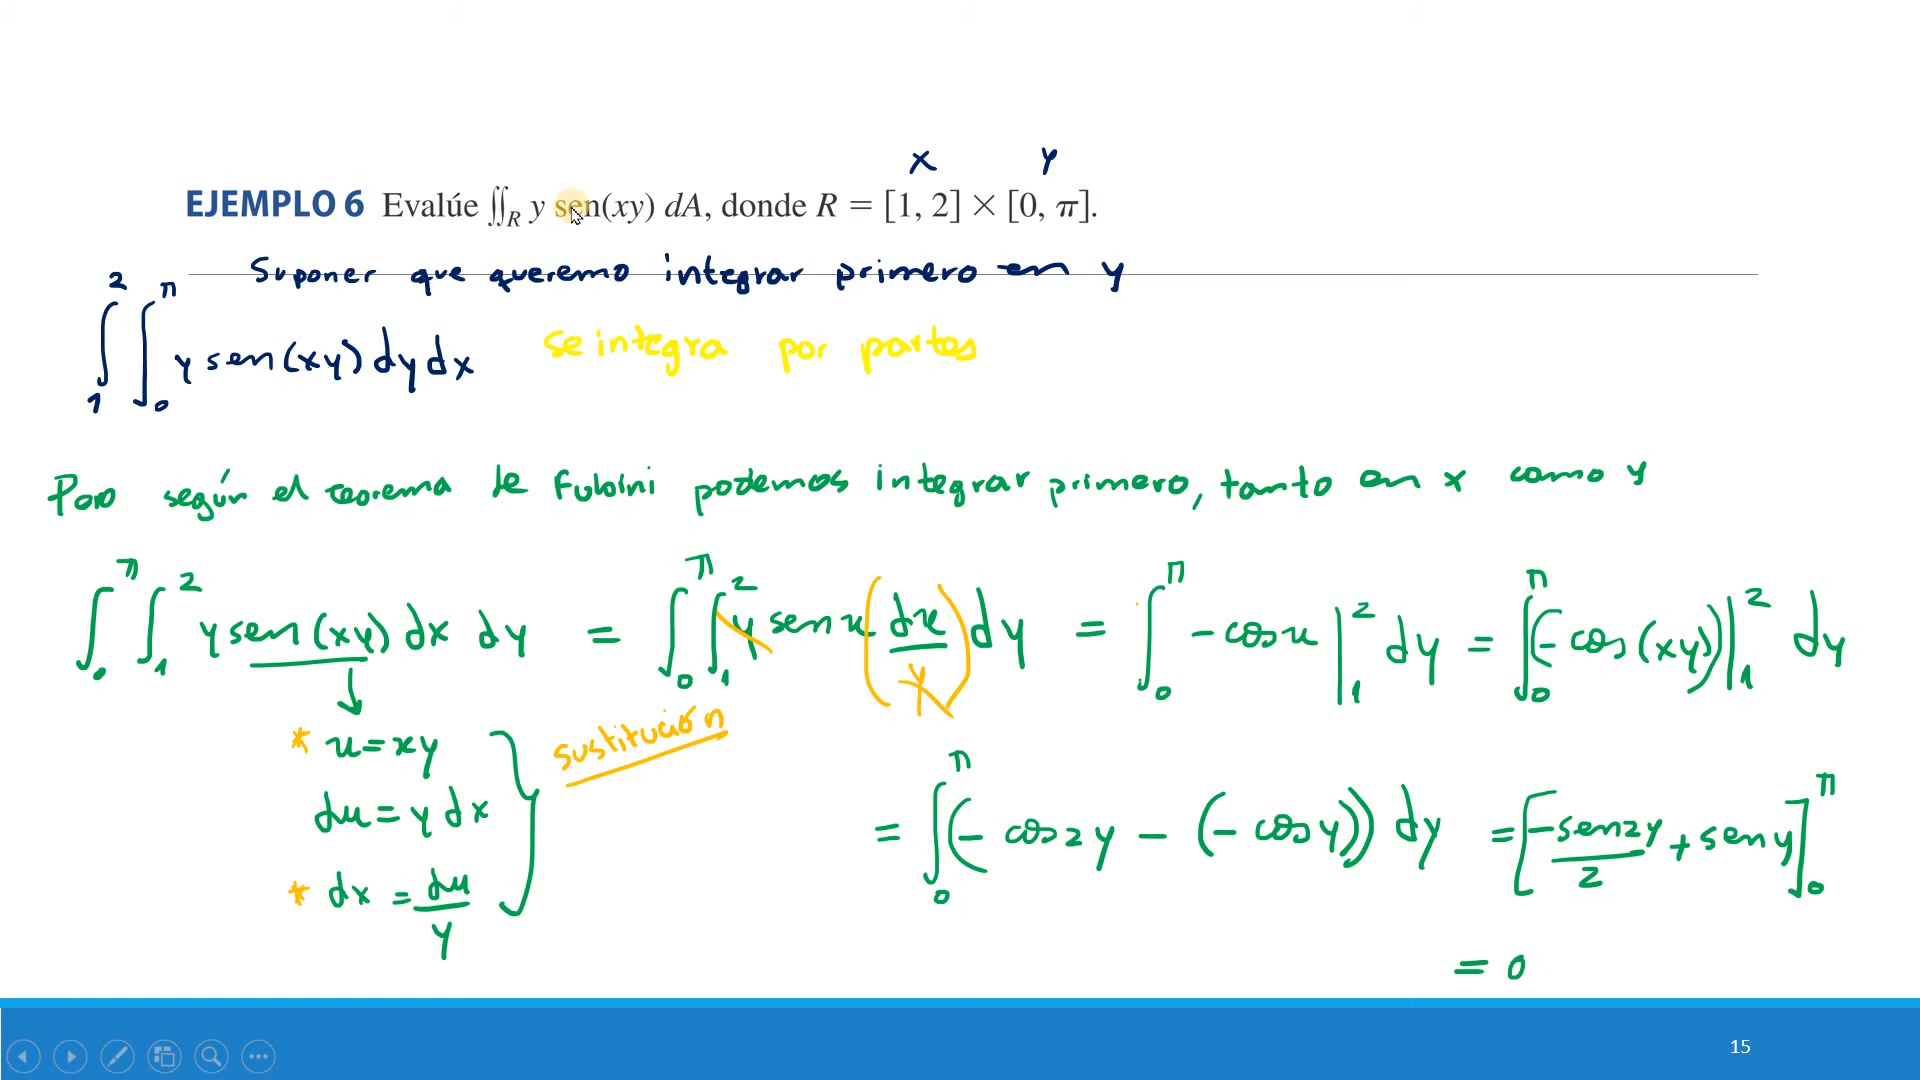 x y
EJEMPLO 6 Evalúe ∬_R y sen(xy) dA, donde R = [1, 2] × [0, π].
Suponer que queremo integrar primero en y
∫_1^2 ∫_0^π y sen(xy) dy dx se integra por partes
Pero según el teorema de Fubini podemos integrar primero, tanto en x como y
∫_0^π ∫_1^2 y sen(xy) dx dy = ∫_0^π ∫_1^2 y sen u (du/y) dy = ∫_0^π -cos u |_1^2 dy = ∫_0^π (-cos(xy)) |_1^2 dy
* u = xy
du = y dx
* dx = du/y
sustitución
= ∫_0^π (-cos 2y - (-cos y)) dy = [-sen 2y/2 + sen y]_0^π
= 0
15